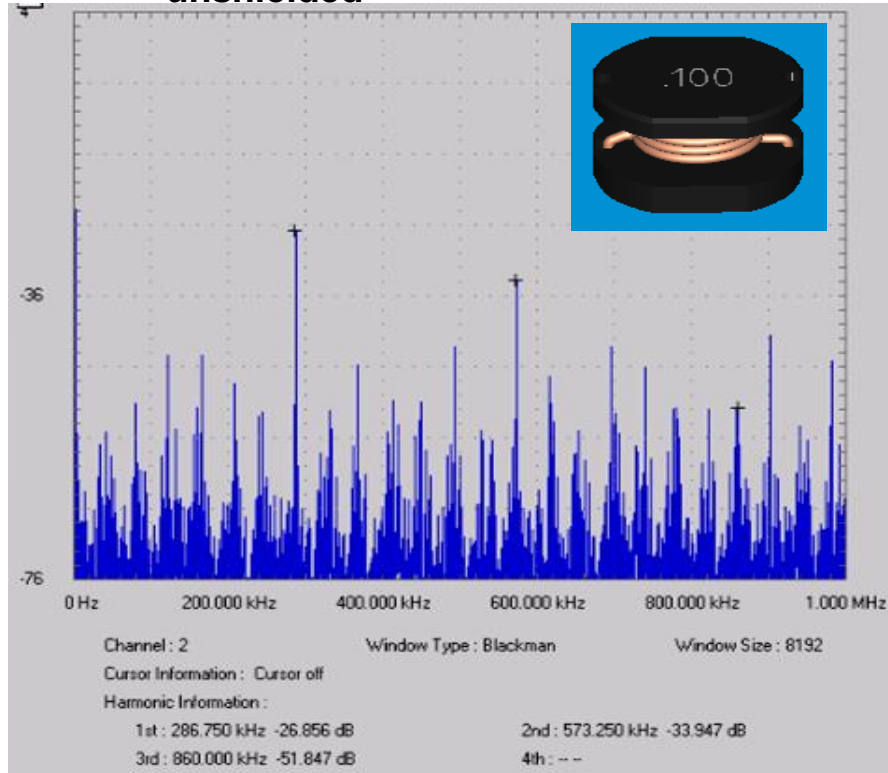 unshielded
4
.100
-36
-76
0 Hz 200.000 kHz 400.000 kHz 600.000 kHz 800.000 kHz 1.000 MHz
Channel : 2 Window Type : Blackman Window Size : 8192
Cursor Information : Cursor off
Harmonic Information :
1st : 286.750 kHz -26.856 dB 2nd : 573.250 kHz -33.947 dB
3rd : 860.000 kHz -51.847 dB 4th : -- --